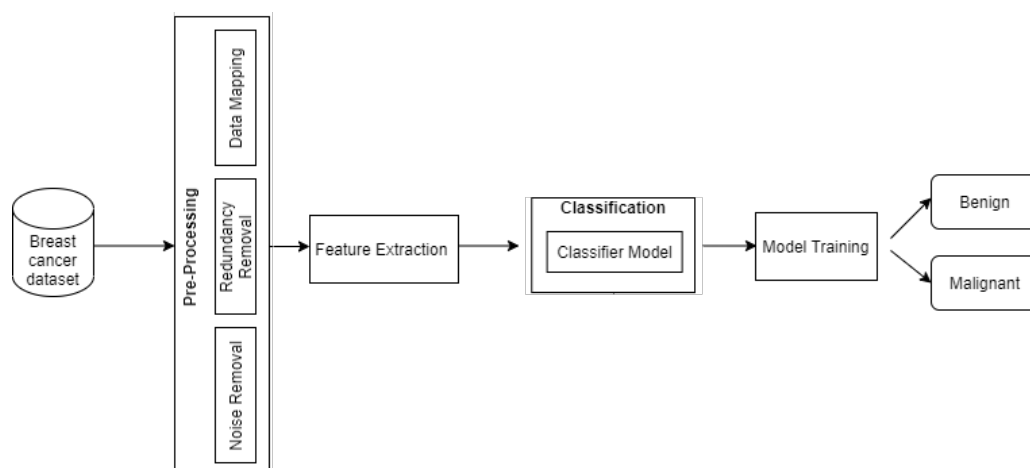 Breast
cancer
dataset
Pre-Processing
Data Mapping
Redundancy
Removal
Noise Removal
Feature Extraction
Classification
Classifier Model
Model Training
Benign
Malignant